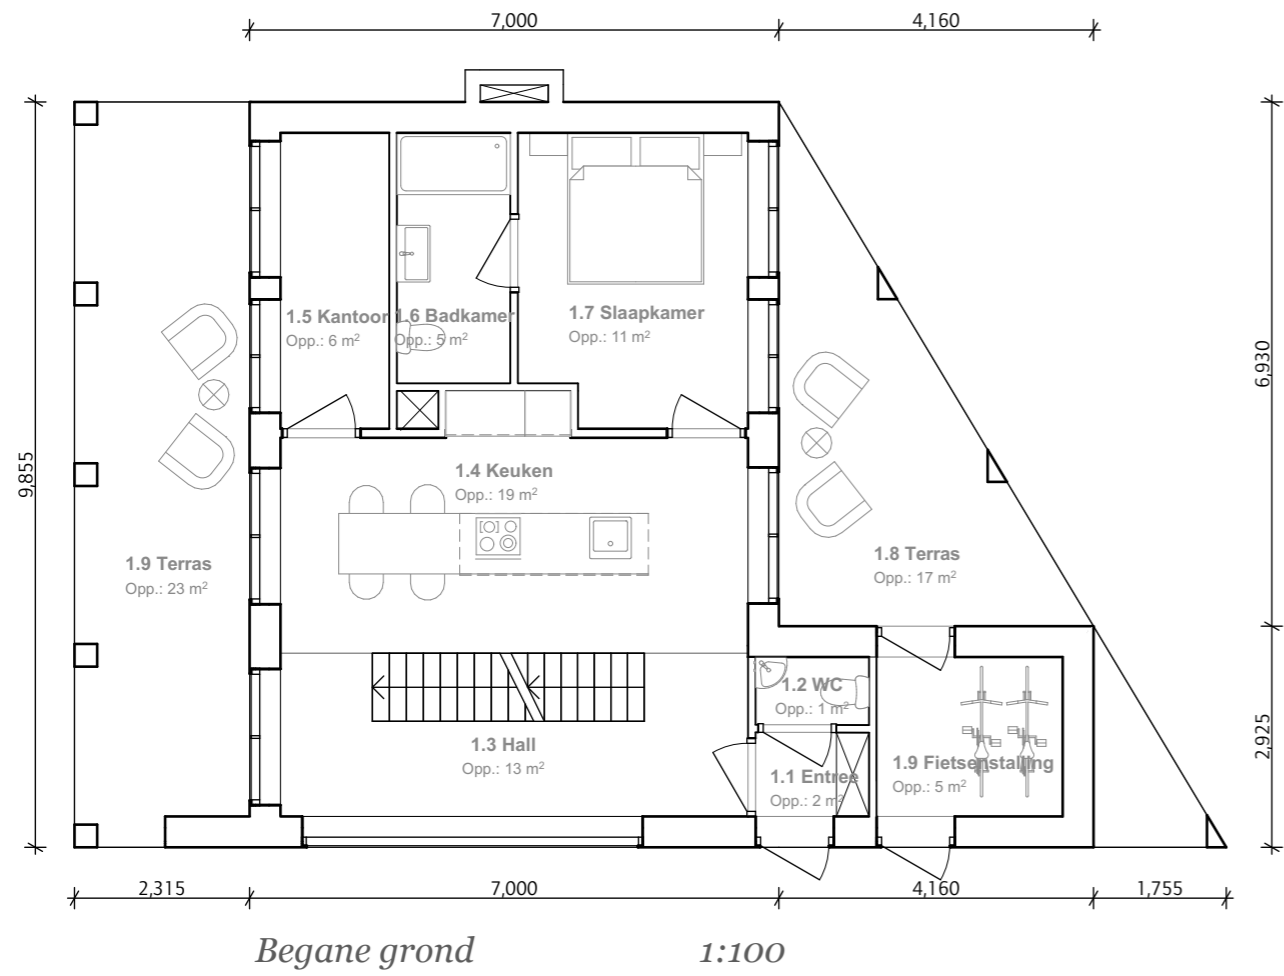 7,000
4,160
9,855
6,930
2,925
1.5 Kantoor
Opp.: 6 m²
1.6 Badkamer
Opp.: 5 m²
1.7 Slaapkamer
Opp.: 11 m²
1.4 Keuken
Opp.: 19 m²
1.9 Terras
Opp.: 23 m²
1.8 Terras
Opp.: 17 m²
1.2 WC
Opp.: 1 m²
1.3 Hall
Opp.: 13 m²
1.1 Entree
Opp.: 2 m²
1.9 Fietsenstalling
Opp.: 5 m²
2,315
7,000
4,160
1,755
Begane grond
1:100